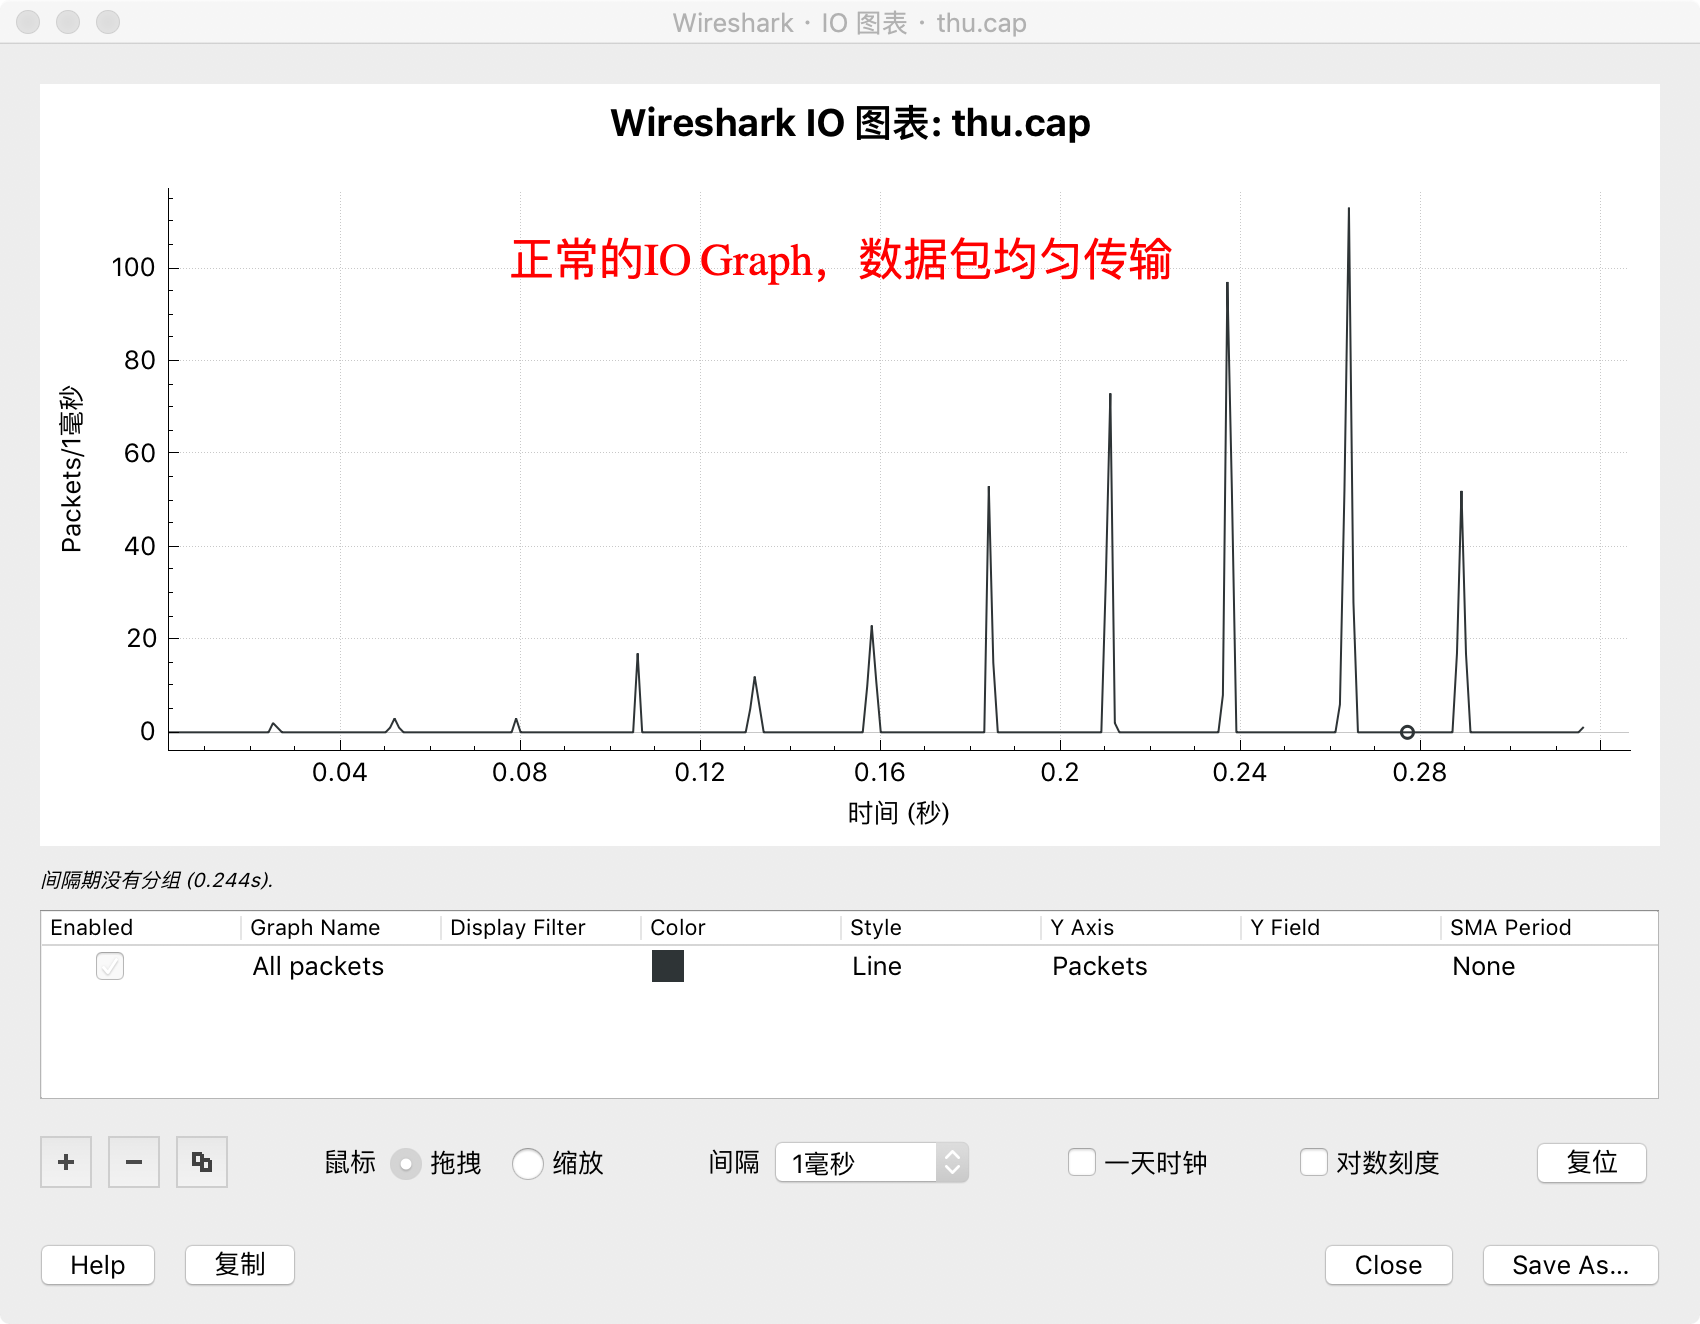 Wireshark · IO 图表 · thu.cap
Wireshark IO 图表: thu.cap
正常的IO Graph，数据包均匀传输
Packets/1毫秒
100
80
60
40
20
0
0.04 0.08 0.12 0.16 0.2 0.24 0.28
时间 (秒)
间隔期没有分组 (0.244s).
Enabled Graph Name Display Filter Color Style Y Axis Y Field SMA Period
All packets Line Packets None
鼠标 拖拽 缩放 间隔 1毫秒 一天时钟 对数刻度 复位
Help 复制 Close Save As...